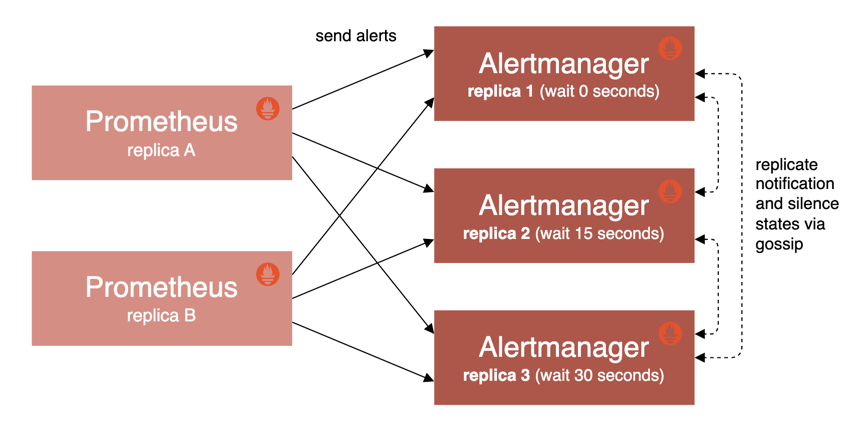 send alerts
Prometheus
replica A
Prometheus
replica B
Alertmanager
replica 1 (wait 0 seconds)
Alertmanager
replica 2 (wait 15 seconds)
Alertmanager
replica 3 (wait 30 seconds)
replicate
notification
and silence
states via
gossip